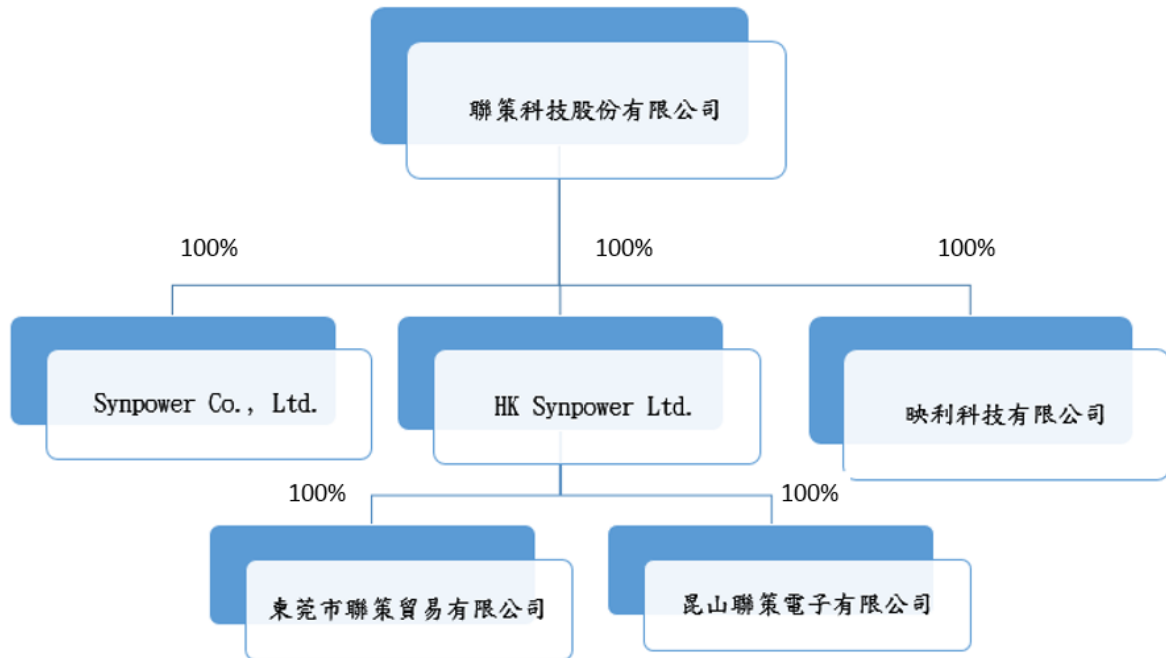 聯策科技股份有限公司
100%
100%
100%
Synpower Co., Ltd.
HK Synpower Ltd.
映利科技有限公司
100%
100%
東莞市聯策貿易有限公司
昆山聯策電子有限公司